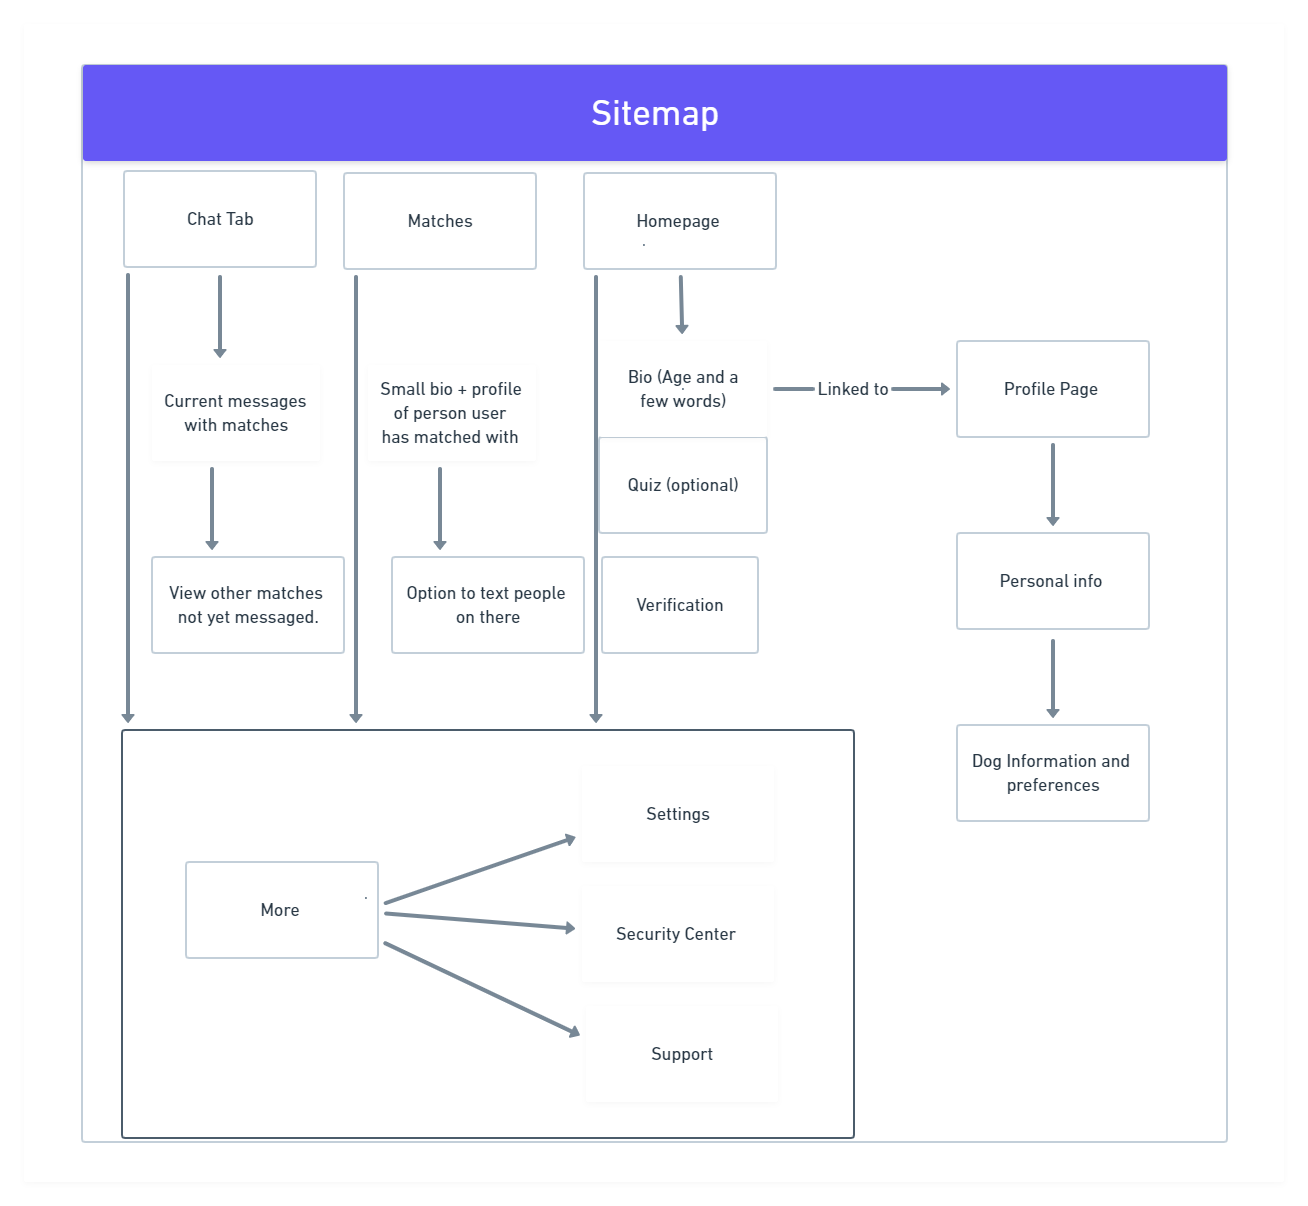 Sitemap
Chat Tab
Matches
Homepage
Current messages
with matches
Small bio + profile
of person user
has matched with
Bio (Age and a
few words)
Linked to
Profile Page
Quiz (optional)
View other matches
not yet messaged.
Option to text people
on there
Verification
Personal info
Dog Information and
preferences
More
Settings
Security Center
Support